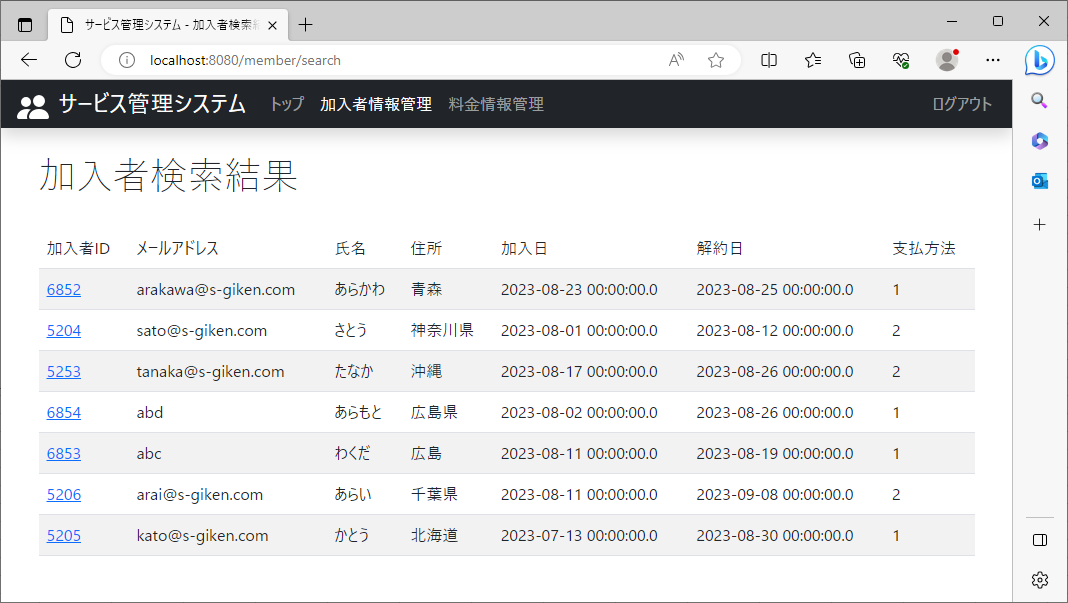 サービス管理システム - 加入者検索結
localhost:8080/member/search
サービス管理システム トップ 加入者情報管理 料金情報管理 ログアウト
加入者検索結果
加入者ID メールアドレス 氏名 住所 加入日 解約日 支払方法
6852 arakawa@s-giken.com あらかわ 青森 2023-08-23 00:00:00.0 2023-08-25 00:00:00.0 1
5204 sato@s-giken.com さとう 神奈川県 2023-08-01 00:00:00.0 2023-08-12 00:00:00.0 2
5253 tanaka@s-giken.com たなか 沖縄 2023-08-17 00:00:00.0 2023-08-26 00:00:00.0 2
6854 abd あらもと 広島県 2023-08-02 00:00:00.0 2023-08-26 00:00:00.0 1
6853 abc わくだ 広島 2023-08-11 00:00:00.0 2023-08-19 00:00:00.0 1
5206 arai@s-giken.com あらい 千葉県 2023-08-11 00:00:00.0 2023-09-08 00:00:00.0 2
5205 kato@s-giken.com かとう 北海道 2023-07-13 00:00:00.0 2023-08-30 00:00:00.0 1